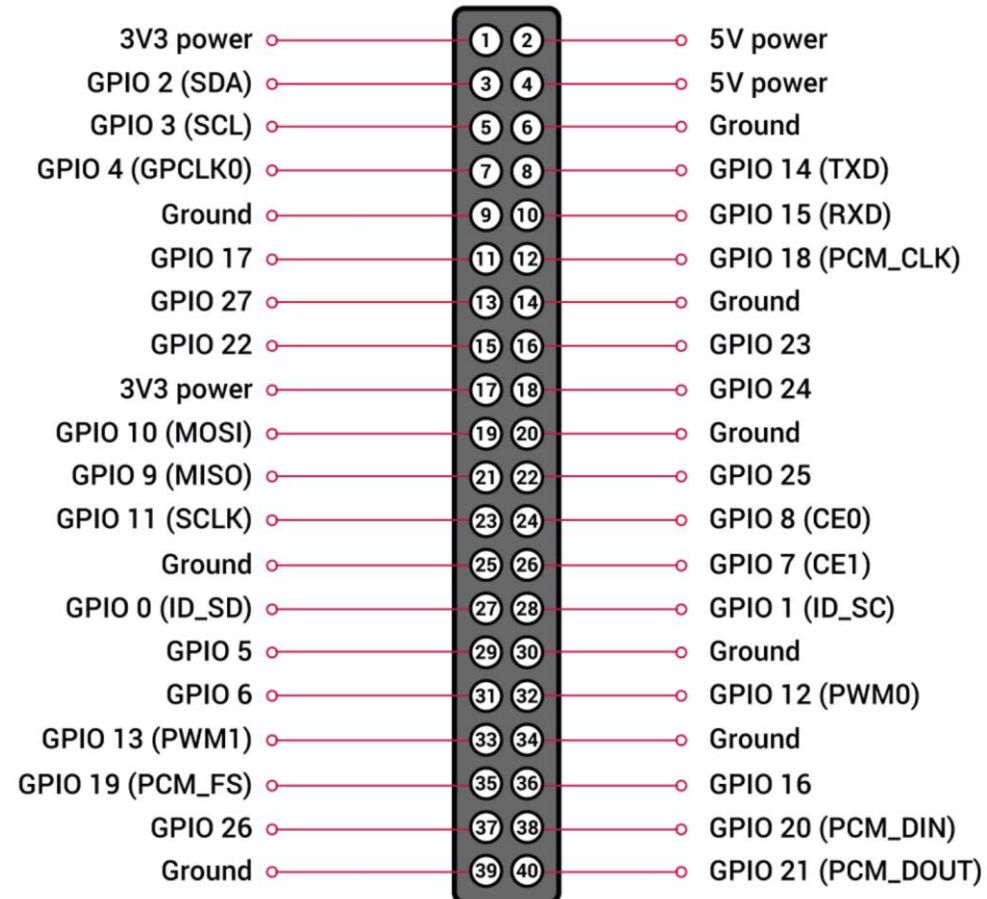 3V3 power 1 2 5V power
GPIO 2 (SDA) 3 4 5V power
GPIO 3 (SCL) 5 6 Ground
GPIO 4 (GPCLK0) 7 8 GPIO 14 (TXD)
Ground 9 10 GPIO 15 (RXD)
GPIO 17 11 12 GPIO 18 (PCM_CLK)
GPIO 27 13 14 Ground
GPIO 22 15 16 GPIO 23
3V3 power 17 18 GPIO 24
GPIO 10 (MOSI) 19 20 Ground
GPIO 9 (MISO) 21 22 GPIO 25
GPIO 11 (SCLK) 23 24 GPIO 8 (CE0)
Ground 25 26 GPIO 7 (CE1)
GPIO 0 (ID_SD) 27 28 GPIO 1 (ID_SC)
GPIO 5 29 30 Ground
GPIO 6 31 32 GPIO 12 (PWM0)
GPIO 13 (PWM1) 33 34 Ground
GPIO 19 (PCM_FS) 35 36 GPIO 16
GPIO 26 37 38 GPIO 20 (PCM_DIN)
Ground 39 40 GPIO 21 (PCM_DOUT)